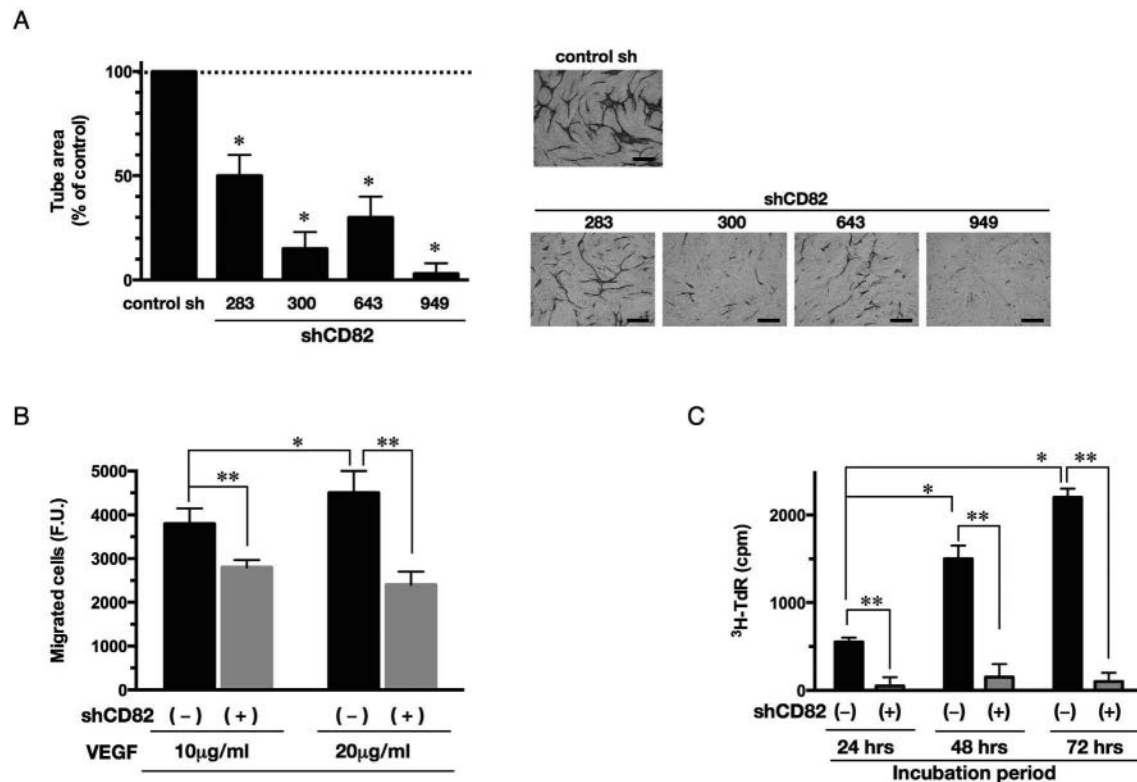 A
100
50
0
Tube area
(% of control)
*
*
*
*
control sh
283
300
643
949
shCD82
control sh
shCD82
283
300
643
949
B
*
**
**
5000
4000
3000
2000
1000
0
Migrated cells (F.U.)
shCD82
(−)
(+)
(−)
(+)
VEGF
10μg/ml
20μg/ml
C
*
**
*
**
**
2000
1000
0
³H-TdR (cpm)
shCD82
(−)
(+)
(−)
(+)
(−)
(+)
24 hrs
48 hrs
72 hrs
Incubation period